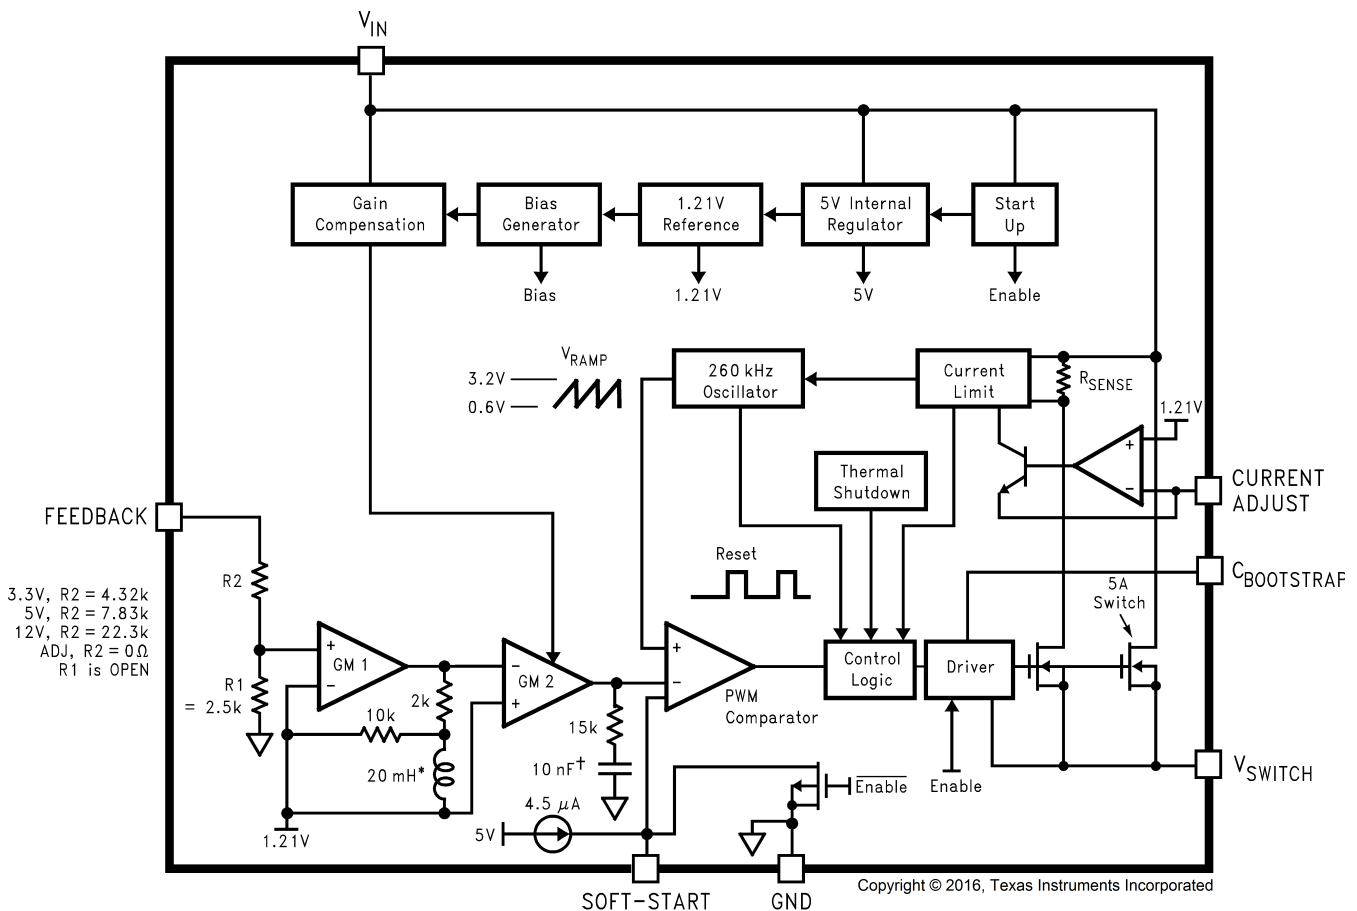 VIN
Gain
Compensation
Bias
Generator
1.21V
Reference
5V Internal
Regulator
Start
Up
Bias
1.21V
5V
Enable
VRAMP
3.2V
0.6V
260 kHz
Oscillator
Current
Limit
RSENSE
1.21V
+
−
CURRENT
ADJUST
Thermal
Shutdown
FEEDBACK
Reset
CBOOTSTRAP
5A
Switch
R2
3.3V, R2 = 4.32k
5V, R2 = 7.83k
12V, R2 = 22.3k
ADJ, R2 = 0Ω
R1 is OPEN
R1
= 2.5k
+
GM 1
−
−
GM 2
+
+
−
PWM
Comparator
Control
Logic
Driver
2k
10k
20 mH*
15k
10 nF†
Enable
Enable
VSWITCH
4.5 μA
5V
1.21V
SOFT-START
GND
Copyright © 2016, Texas Instruments Incorporated